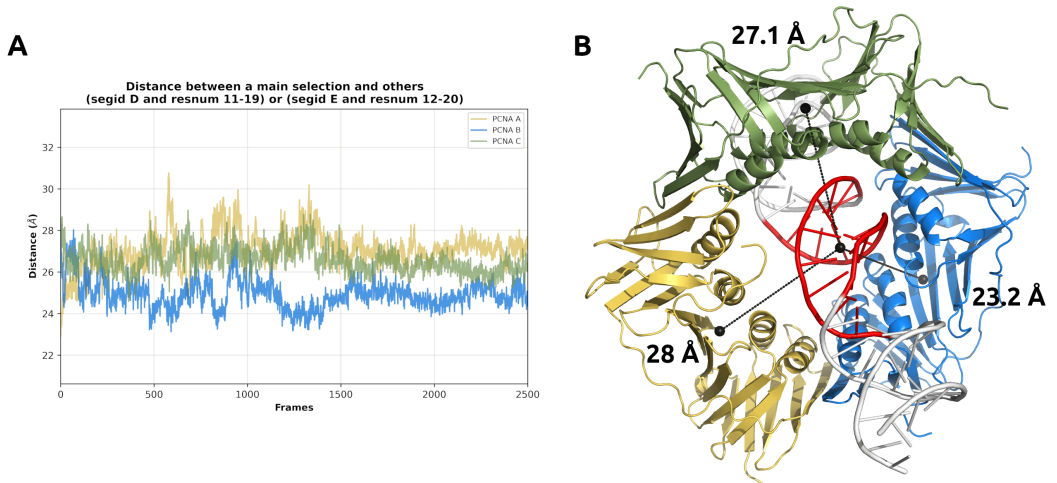 A
Distance between a main selection and others
(segid D and resnum 11-19) or (segid E and resnum 12-20)
PCNA A
PCNA B
PCNA C
Distance (Å)
32
30
28
26
24
22
0
500
1000
1500
2000
2500
Frames
B
27.1 Å
23.2 Å
28 Å